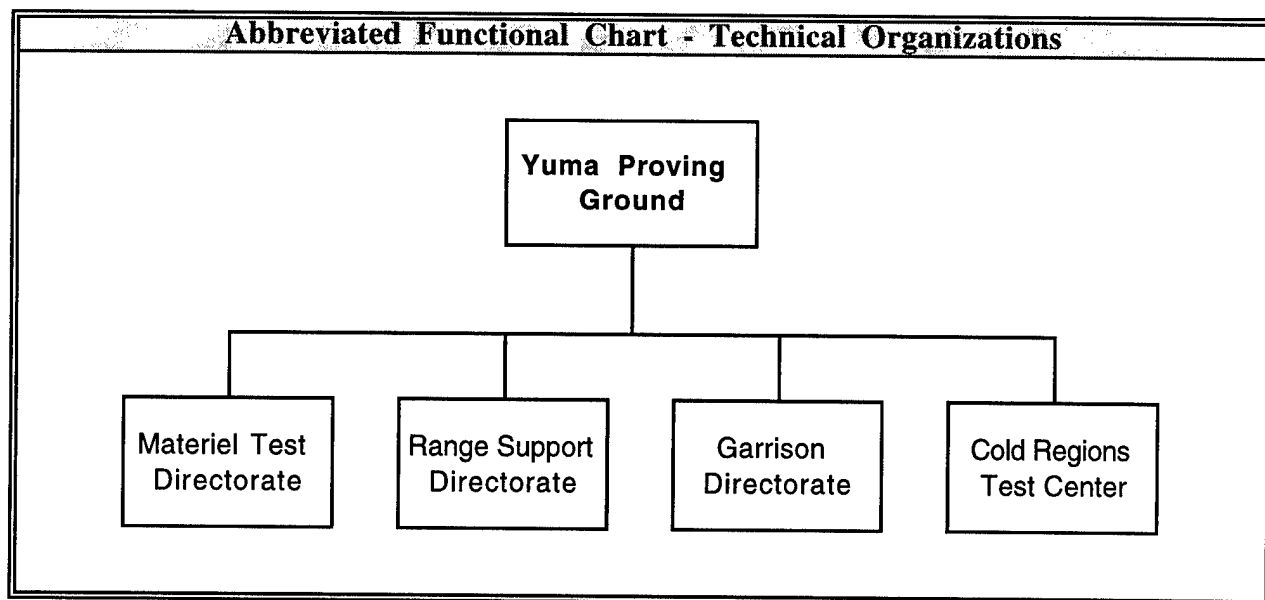 Abbreviated Functional Chart - Technical Organizations
Yuma Proving
Ground
Materiel Test
Directorate
Range Support
Directorate
Garrison
Directorate
Cold Regions
Test Center